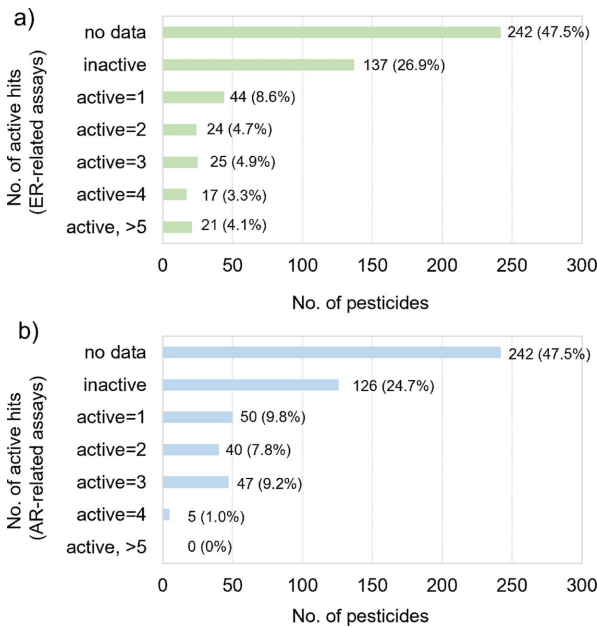 a)
No. of active hits
(ER-related assays)
no data 242 (47.5%)
inactive 137 (26.9%)
active=1 44 (8.6%)
active=2 24 (4.7%)
active=3 25 (4.9%)
active=4 17 (3.3%)
active, >5 21 (4.1%)
0 50 100 150 200 250 300
No. of pesticides
b)
No. of active hits
(AR-related assays)
no data 242 (47.5%)
inactive 126 (24.7%)
active=1 50 (9.8%)
active=2 40 (7.8%)
active=3 47 (9.2%)
active=4 5 (1.0%)
active, >5 0 (0%)
0 50 100 150 200 250 300
No. of pesticides